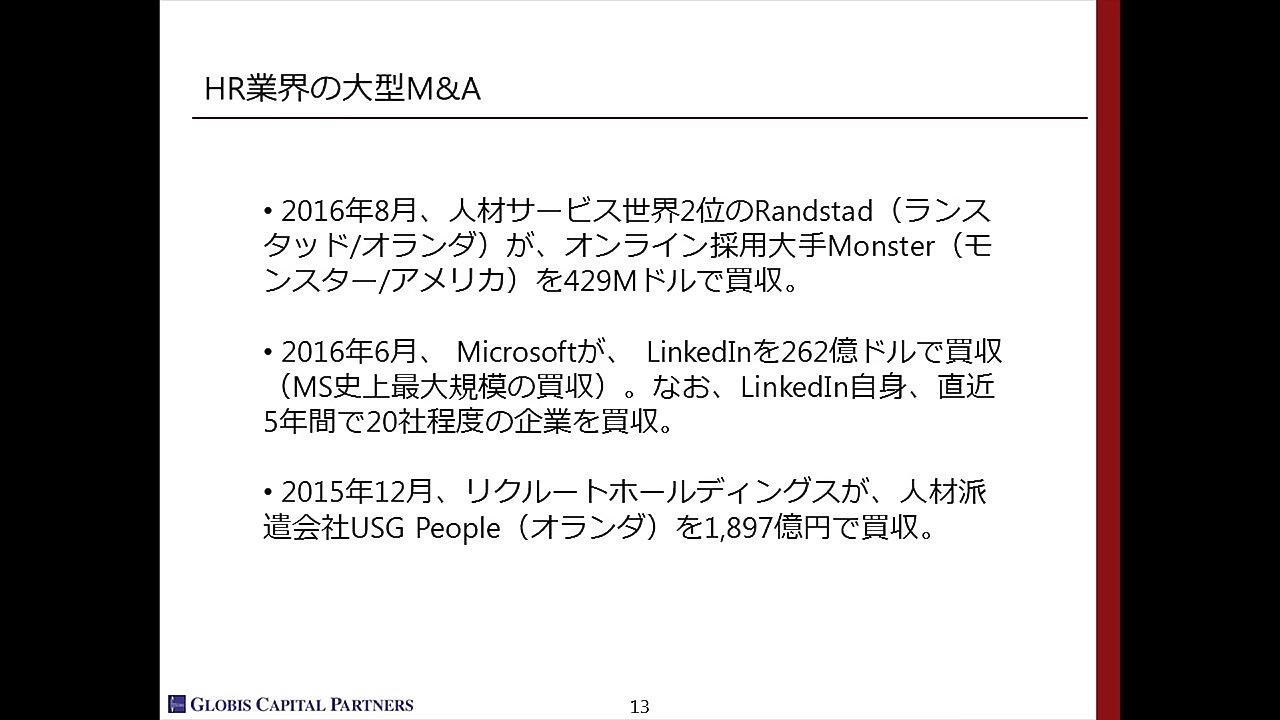 HR業界の大型M&A
• 2016年8月、人材サービス世界2位のRandstad（ランス
タッド/オランダ）が、オンライン採用大手Monster（モ
ンスター/アメリカ）を429Mドルで買収。
• 2016年6月、 Microsoftが、 LinkedInを262億ドルで買収
（MS史上最大規模の買収）。なお、LinkedIn自身、直近
5年間で20社程度の企業を買収。
• 2015年12月、リクルートホールディングスが、人材派
遣会社USG People（オランダ）を1,897億円で買収。
GLOBIS CAPITAL PARTNERS
13